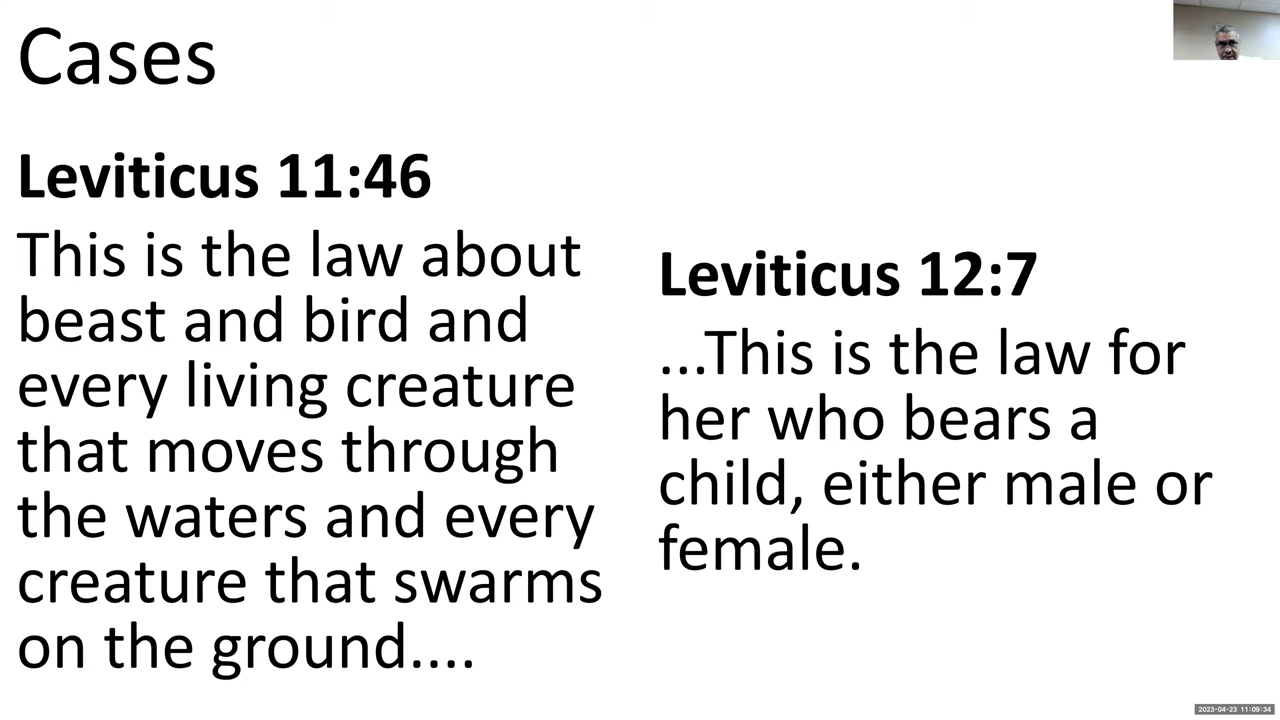 Cases
Leviticus 11:46
This is the law about
beast and bird and
every living creature
that moves through
the waters and every
creature that swarms
on the ground....
Leviticus 12:7
...This is the law for
her who bears a
child, either male or
female.
2023-04-23 11:09:34